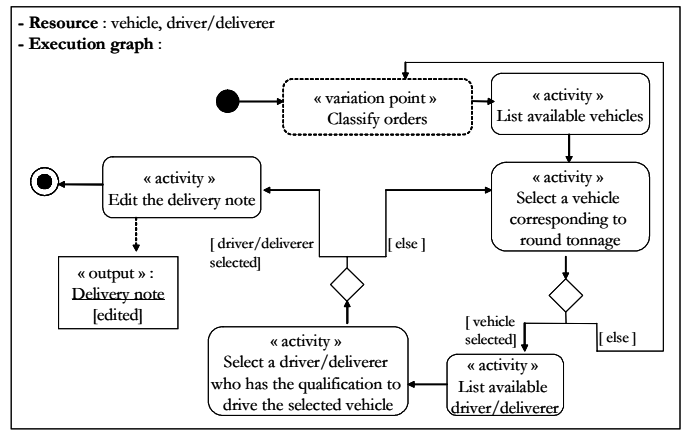 - Resource : vehicle, driver/deliverer
- Execution graph :
« variation point »
Classify orders
« activity »
List available vehicles
« activity »
Edit the delivery note
« activity »
Select a vehicle
corresponding to
round tonnage
[ driver/deliverer
selected]
[ else ]
« output » :
Delivery note
[edited]
[ vehicle
selected]
[ else ]
« activity »
Select a driver/deliverer
who has the qualification to
drive the selected vehicle
« activity »
List available
driver/deliverer